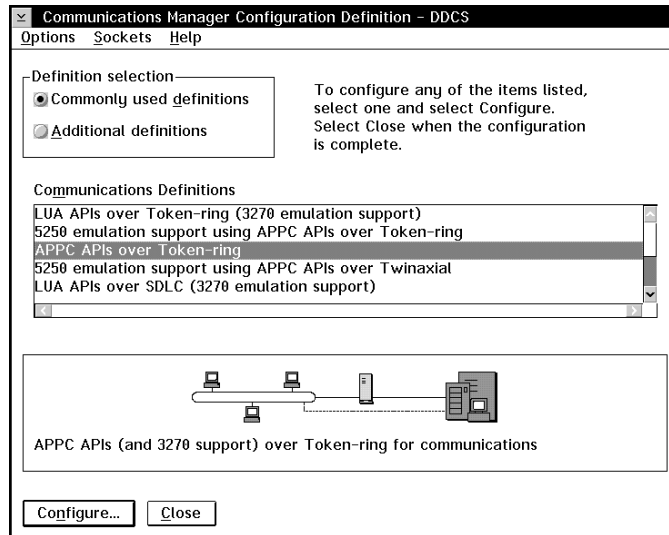 Communications Manager Configuration Definition - DDCS
Options Sockets Help
Definition selection
Commonly used definitions
Additional definitions
To configure any of the items listed,
select one and select Configure.
Select Close when the configuration
is complete.
Communications Definitions
LUA APIs over Token-ring (3270 emulation support)
5250 emulation support using APPC APIs over Token-ring
APPC APIs over Token-ring
5250 emulation support using APPC APIs over Twinaxial
LUA APIs over SDLC (3270 emulation support)
APPC APIs (and 3270 support) over Token-ring for communications
Configure... Close